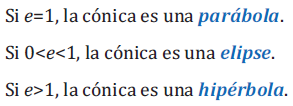 Si e=1, la cónica es una parábola.
Si 0<e<1, la cónica es una elipse.
Si e>1, la cónica es una hipérbola.